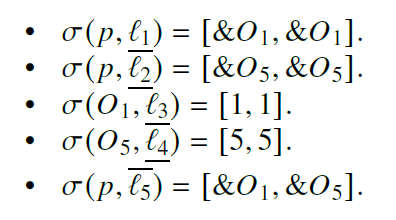 • σ(p, ℓ₁) = [&O₁, &O₁].
• σ(p, ℓ₂) = [&O₅, &O₅].
• σ(O₁, ℓ₃) = [1, 1].
• σ(O₅, ℓ₄) = [5, 5].
• σ(p, ℓ₅) = [&O₁, &O₅].